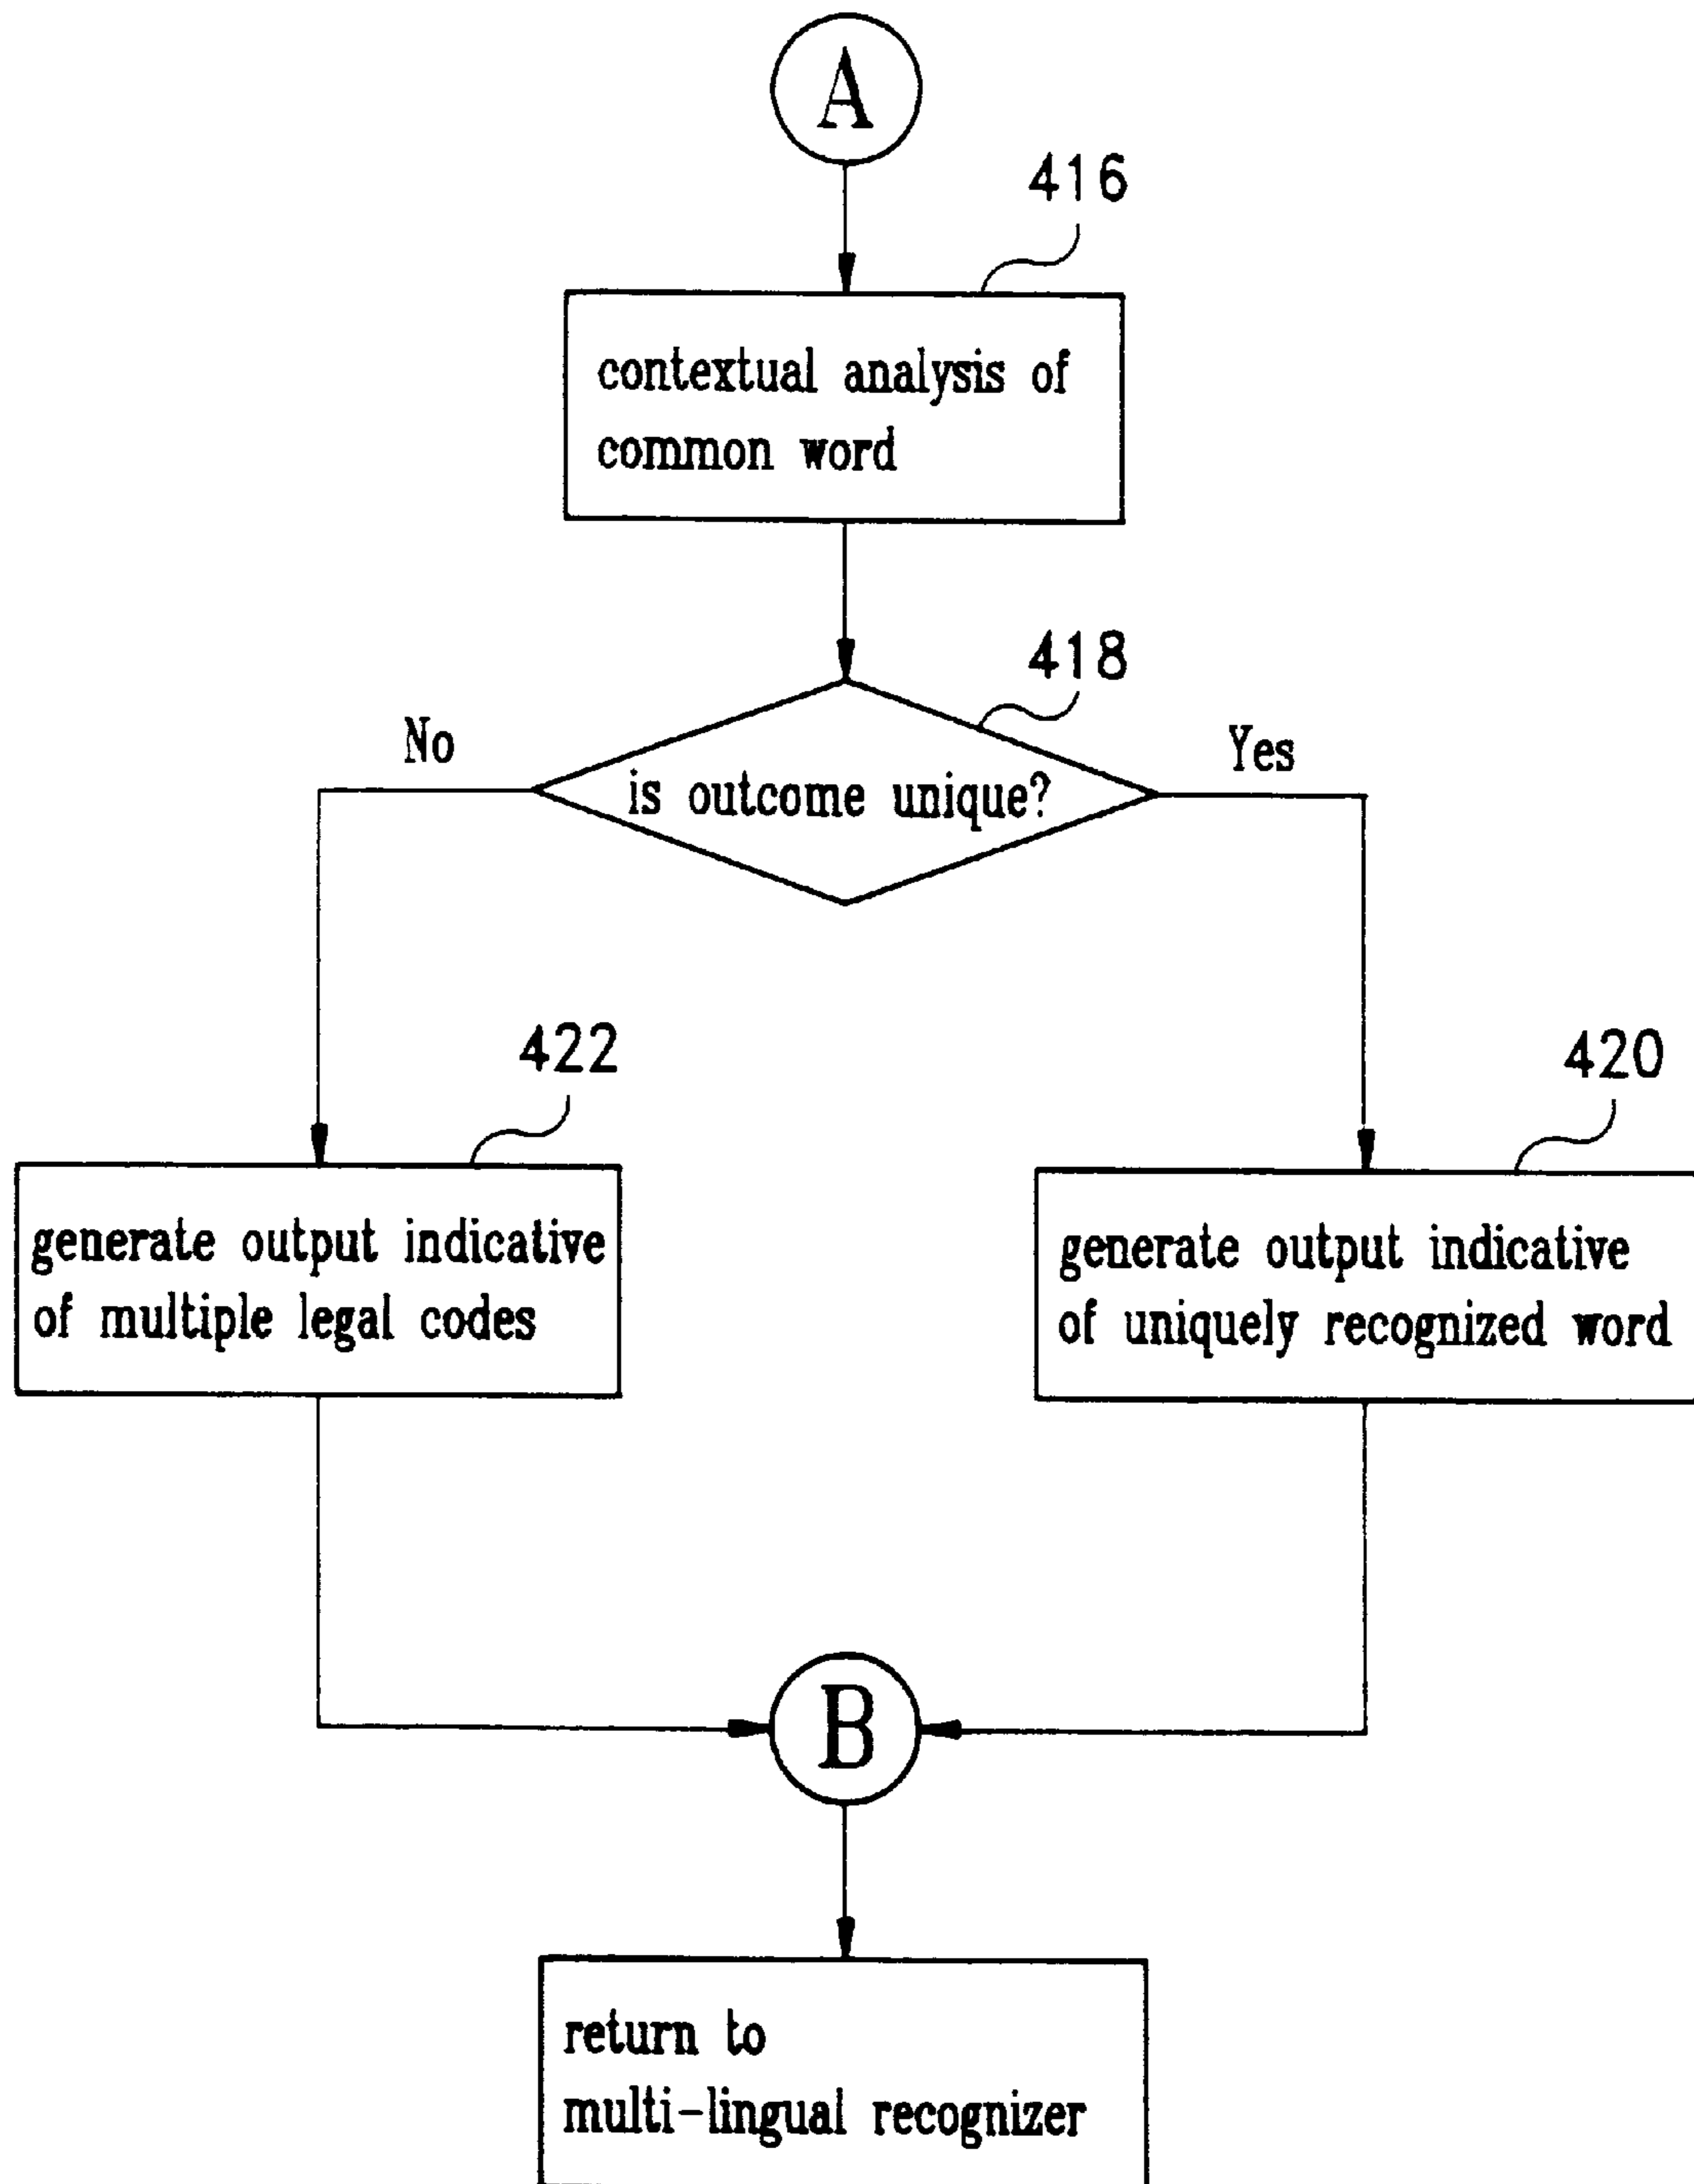 A
416
contextual analysis of
common word
418
No
Yes
is outcome unique?
422
420
generate output indicative
of multiple legal codes
generate output indicative
of uniquely recognized word
B
return to
multi-lingual recognizer